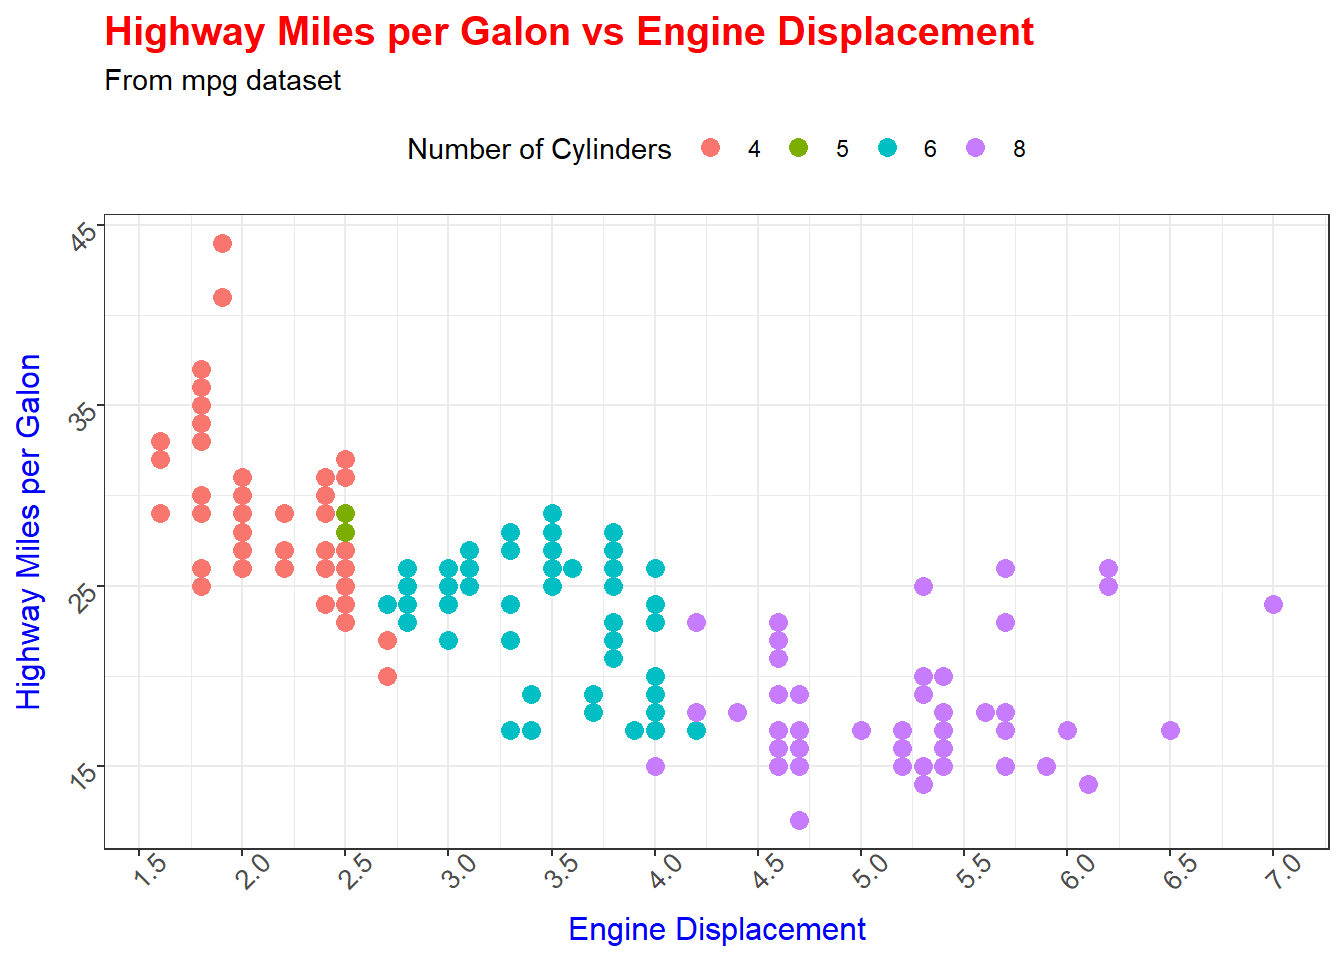 Highway Miles per Galon vs Engine Displacement
From mpg dataset
Number of Cylinders 4 5 6 8
Highway Miles per Galon
45
35
25
15
1.5 2.0 2.5 3.0 3.5 4.0 4.5 5.0 5.5 6.0 6.5 7.0
Engine Displacement